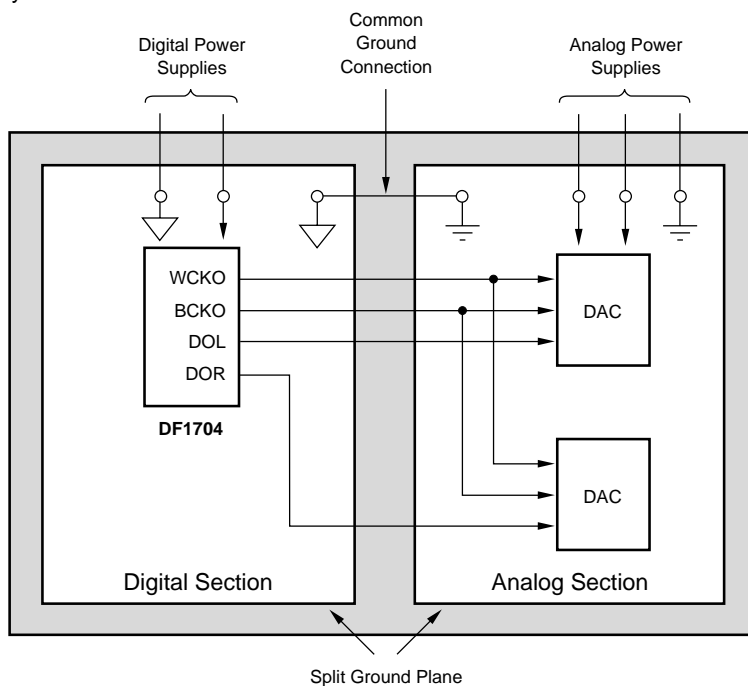 Common
Ground
Connection
Digital Power
Supplies
Analog Power
Supplies
WCKO
BCKO
DOL
DOR
DF1704
DAC
DAC
Digital Section
Analog Section
Split Ground Plane